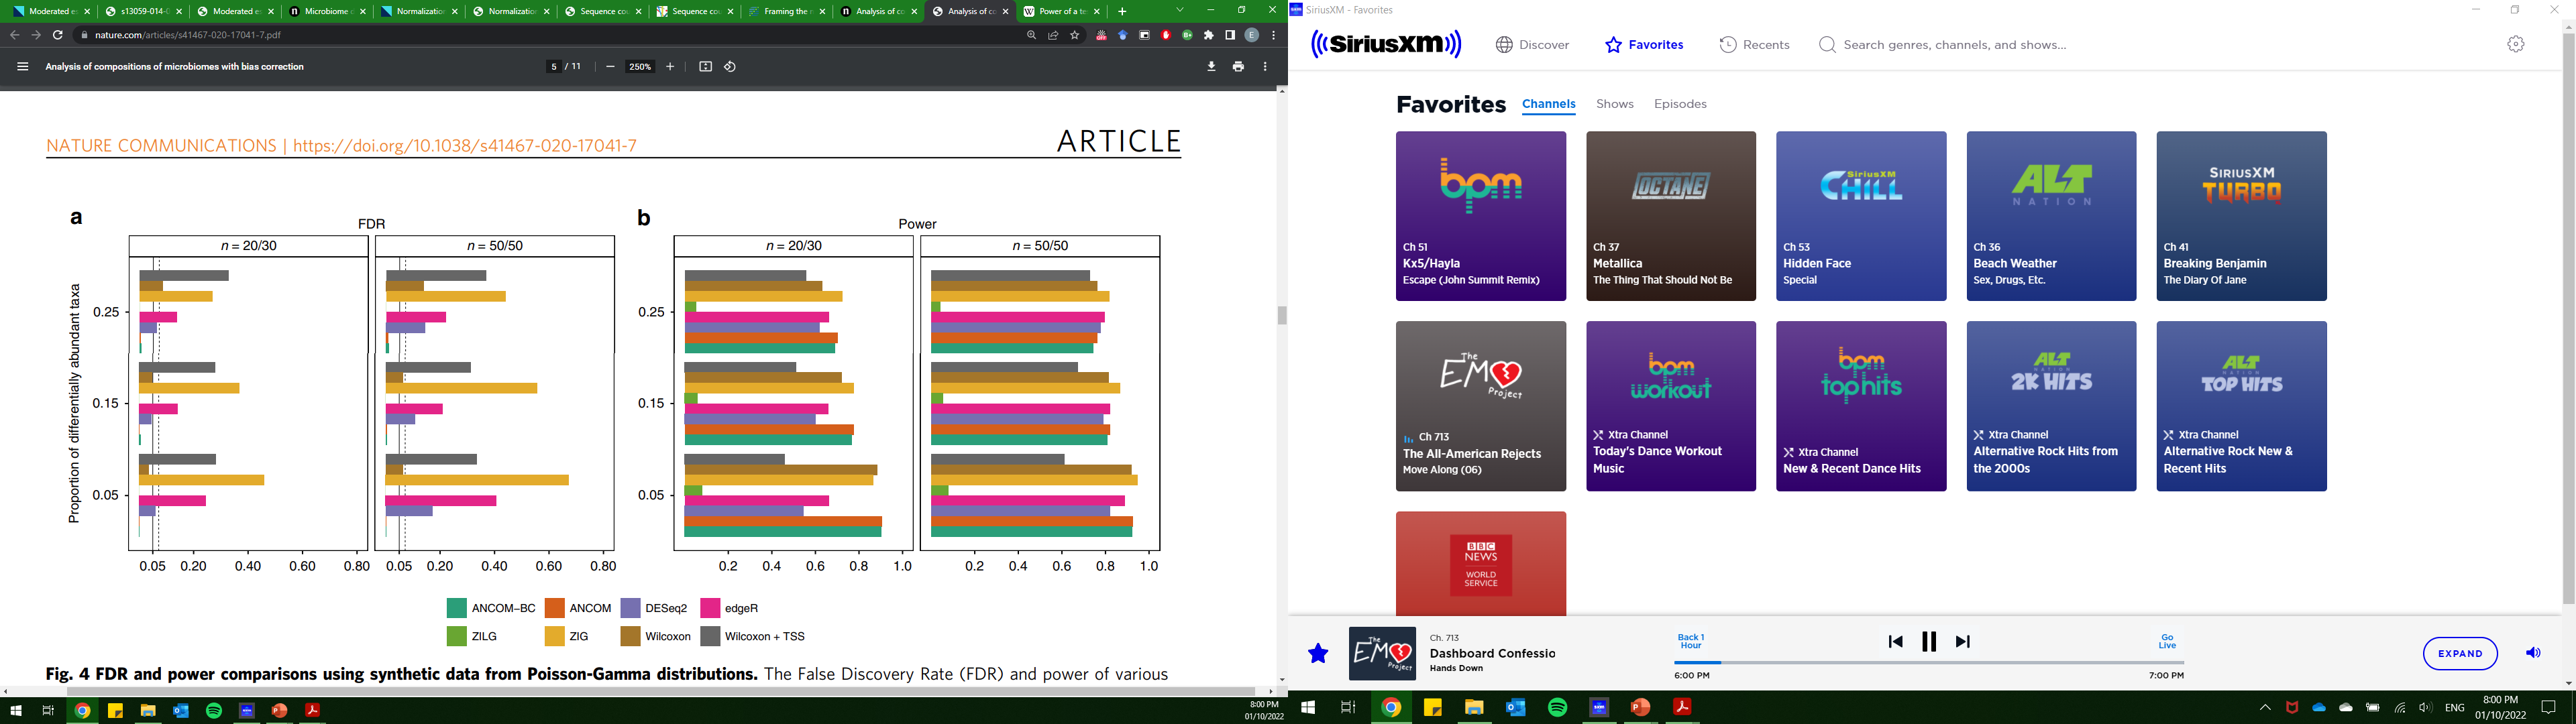 Moderated es
s13059-014-0
Moderated es
Microbiome d
Normalization
Normalization
Sequence cou
Sequence cou
Framing the r
Analysis of co
Analysis of co
Power of a te
nature.com/articles/s41467-020-17041-7.pdf
Analysis of compositions of microbiomes with bias correction
5 / 11
250%
NATURE COMMUNICATIONS | https://doi.org/10.1038/s41467-020-17041-7
ARTICLE
a
FDR
n = 20/30
n = 50/50
Proportion of differentially abundant taxa
0.25
0.15
0.05
0.05 0.20 0.40 0.60 0.80
0.05 0.20 0.40 0.60 0.80
b
Power
n = 20/30
n = 50/50
0.25
0.15
0.05
0.2 0.4 0.6 0.8 1.0
0.2 0.4 0.6 0.8 1.0
ANCOM–BC ANCOM DESeq2 edgeR
ZILG ZIG Wilcoxon Wilcoxon + TSS
Fig. 4 FDR and power comparisons using synthetic data from Poisson-Gamma distributions. The False Discovery Rate (FDR) and power of various
8:00 PM
01/10/2022
SiriusXM - Favorites
SiriusXM
Discover
Favorites
Recents
Search genres, channels, and shows...
Favorites
Channels
Shows
Episodes
bpm
Ch 51
Kx5/Hayla
Escape (John Summit Remix)
OCTANE
Ch 37
Metallica
The Thing That Should Not Be
SiriusXM
CHILL
Ch 53
Hidden Face
Special
ALT
NATION
Ch 36
Beach Weather
Sex, Drugs, Etc.
SIRIUSXM
TURBO
Ch 41
Breaking Benjamin
The Diary Of Jane
The
EMO
Project
Ch 713
The All-American Rejects
Move Along (06)
bpm
workout
Xtra Channel
Today's Dance Workout
Music
bpm
top hits
Xtra Channel
New & Recent Dance Hits
ALT
NATION
2K HITS
Xtra Channel
Alternative Rock Hits from
the 2000s
ALT
NATION
TOP HITS
Xtra Channel
Alternative Rock New &
Recent Hits
BBC
NEWS
WORLD
SERVICE
The
EMO
Project
Ch. 713
Dashboard Confessio
Hands Down
Back 1
Hour
Go
Live
6:00 PM
7:00 PM
EXPAND
ENG
8:00 PM
01/10/2022